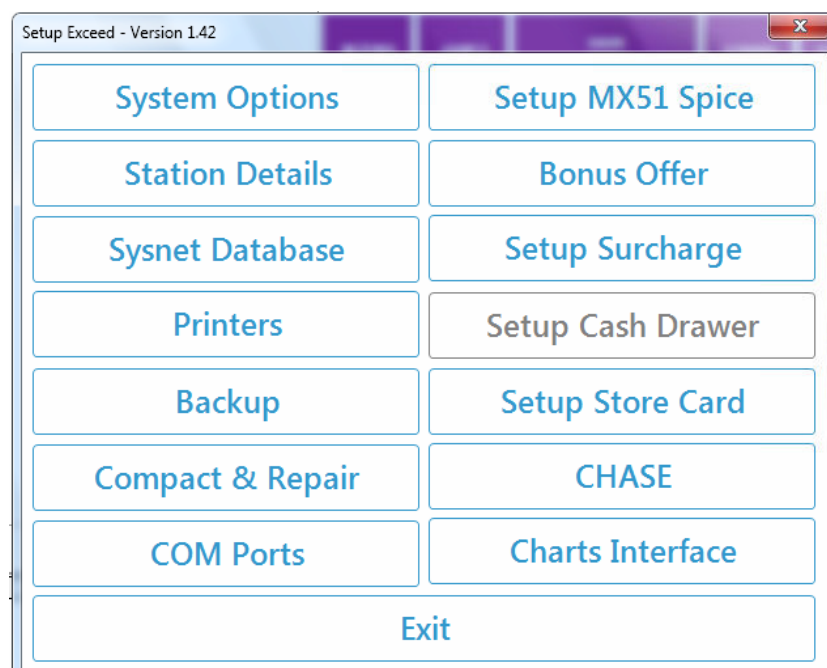 Setup Exceed - Version 1.42
System Options
Setup MX51 Spice
Station Details
Bonus Offer
Sysnet Database
Setup Surcharge
Printers
Setup Cash Drawer
Backup
Setup Store Card
Compact & Repair
CHASE
COM Ports
Charts Interface
Exit